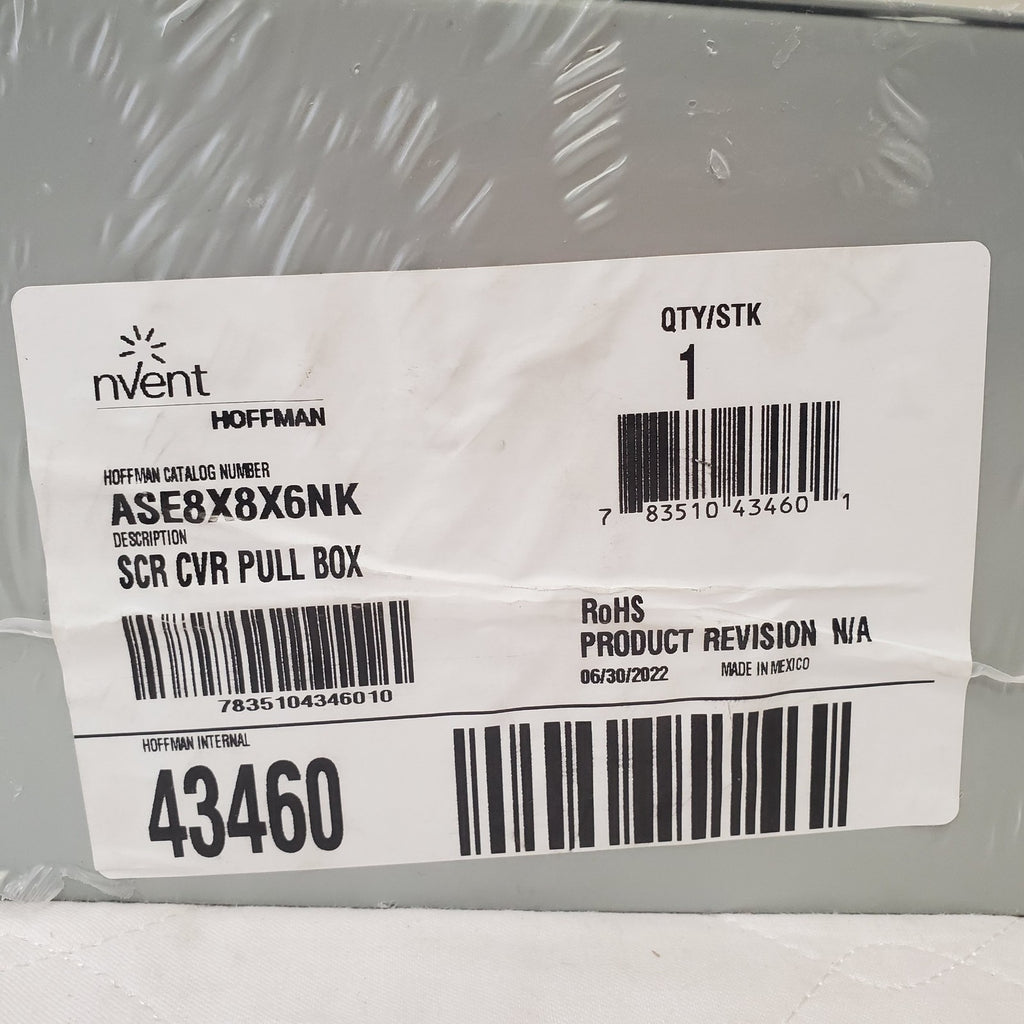 nvent
HOFFMAN
HOFFMAN CATALOG NUMBER
ASE8X8X6NK
DESCRIPTION
SCR CVR PULL BOX
7835104346010
QTY/STK
1
7 83510 43460 1
RoHS
PRODUCT REVISION N/A
06/30/2022 MADE IN MEXICO
HOFFMAN INTERNAL
43460